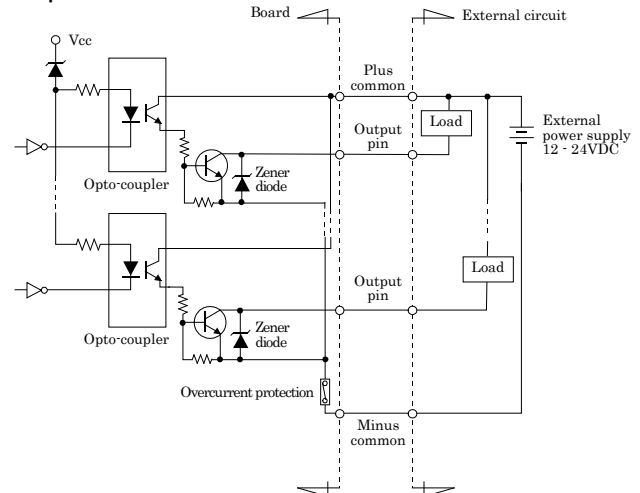 Board
External circuit
Vcc
Plus
common
Load
External
power supply
12 - 24VDC
Output
pin
Zener
diode
Opto-coupler
Load
Output
pin
Zener
diode
Opto-coupler
Overcurrent protection
Minus
common